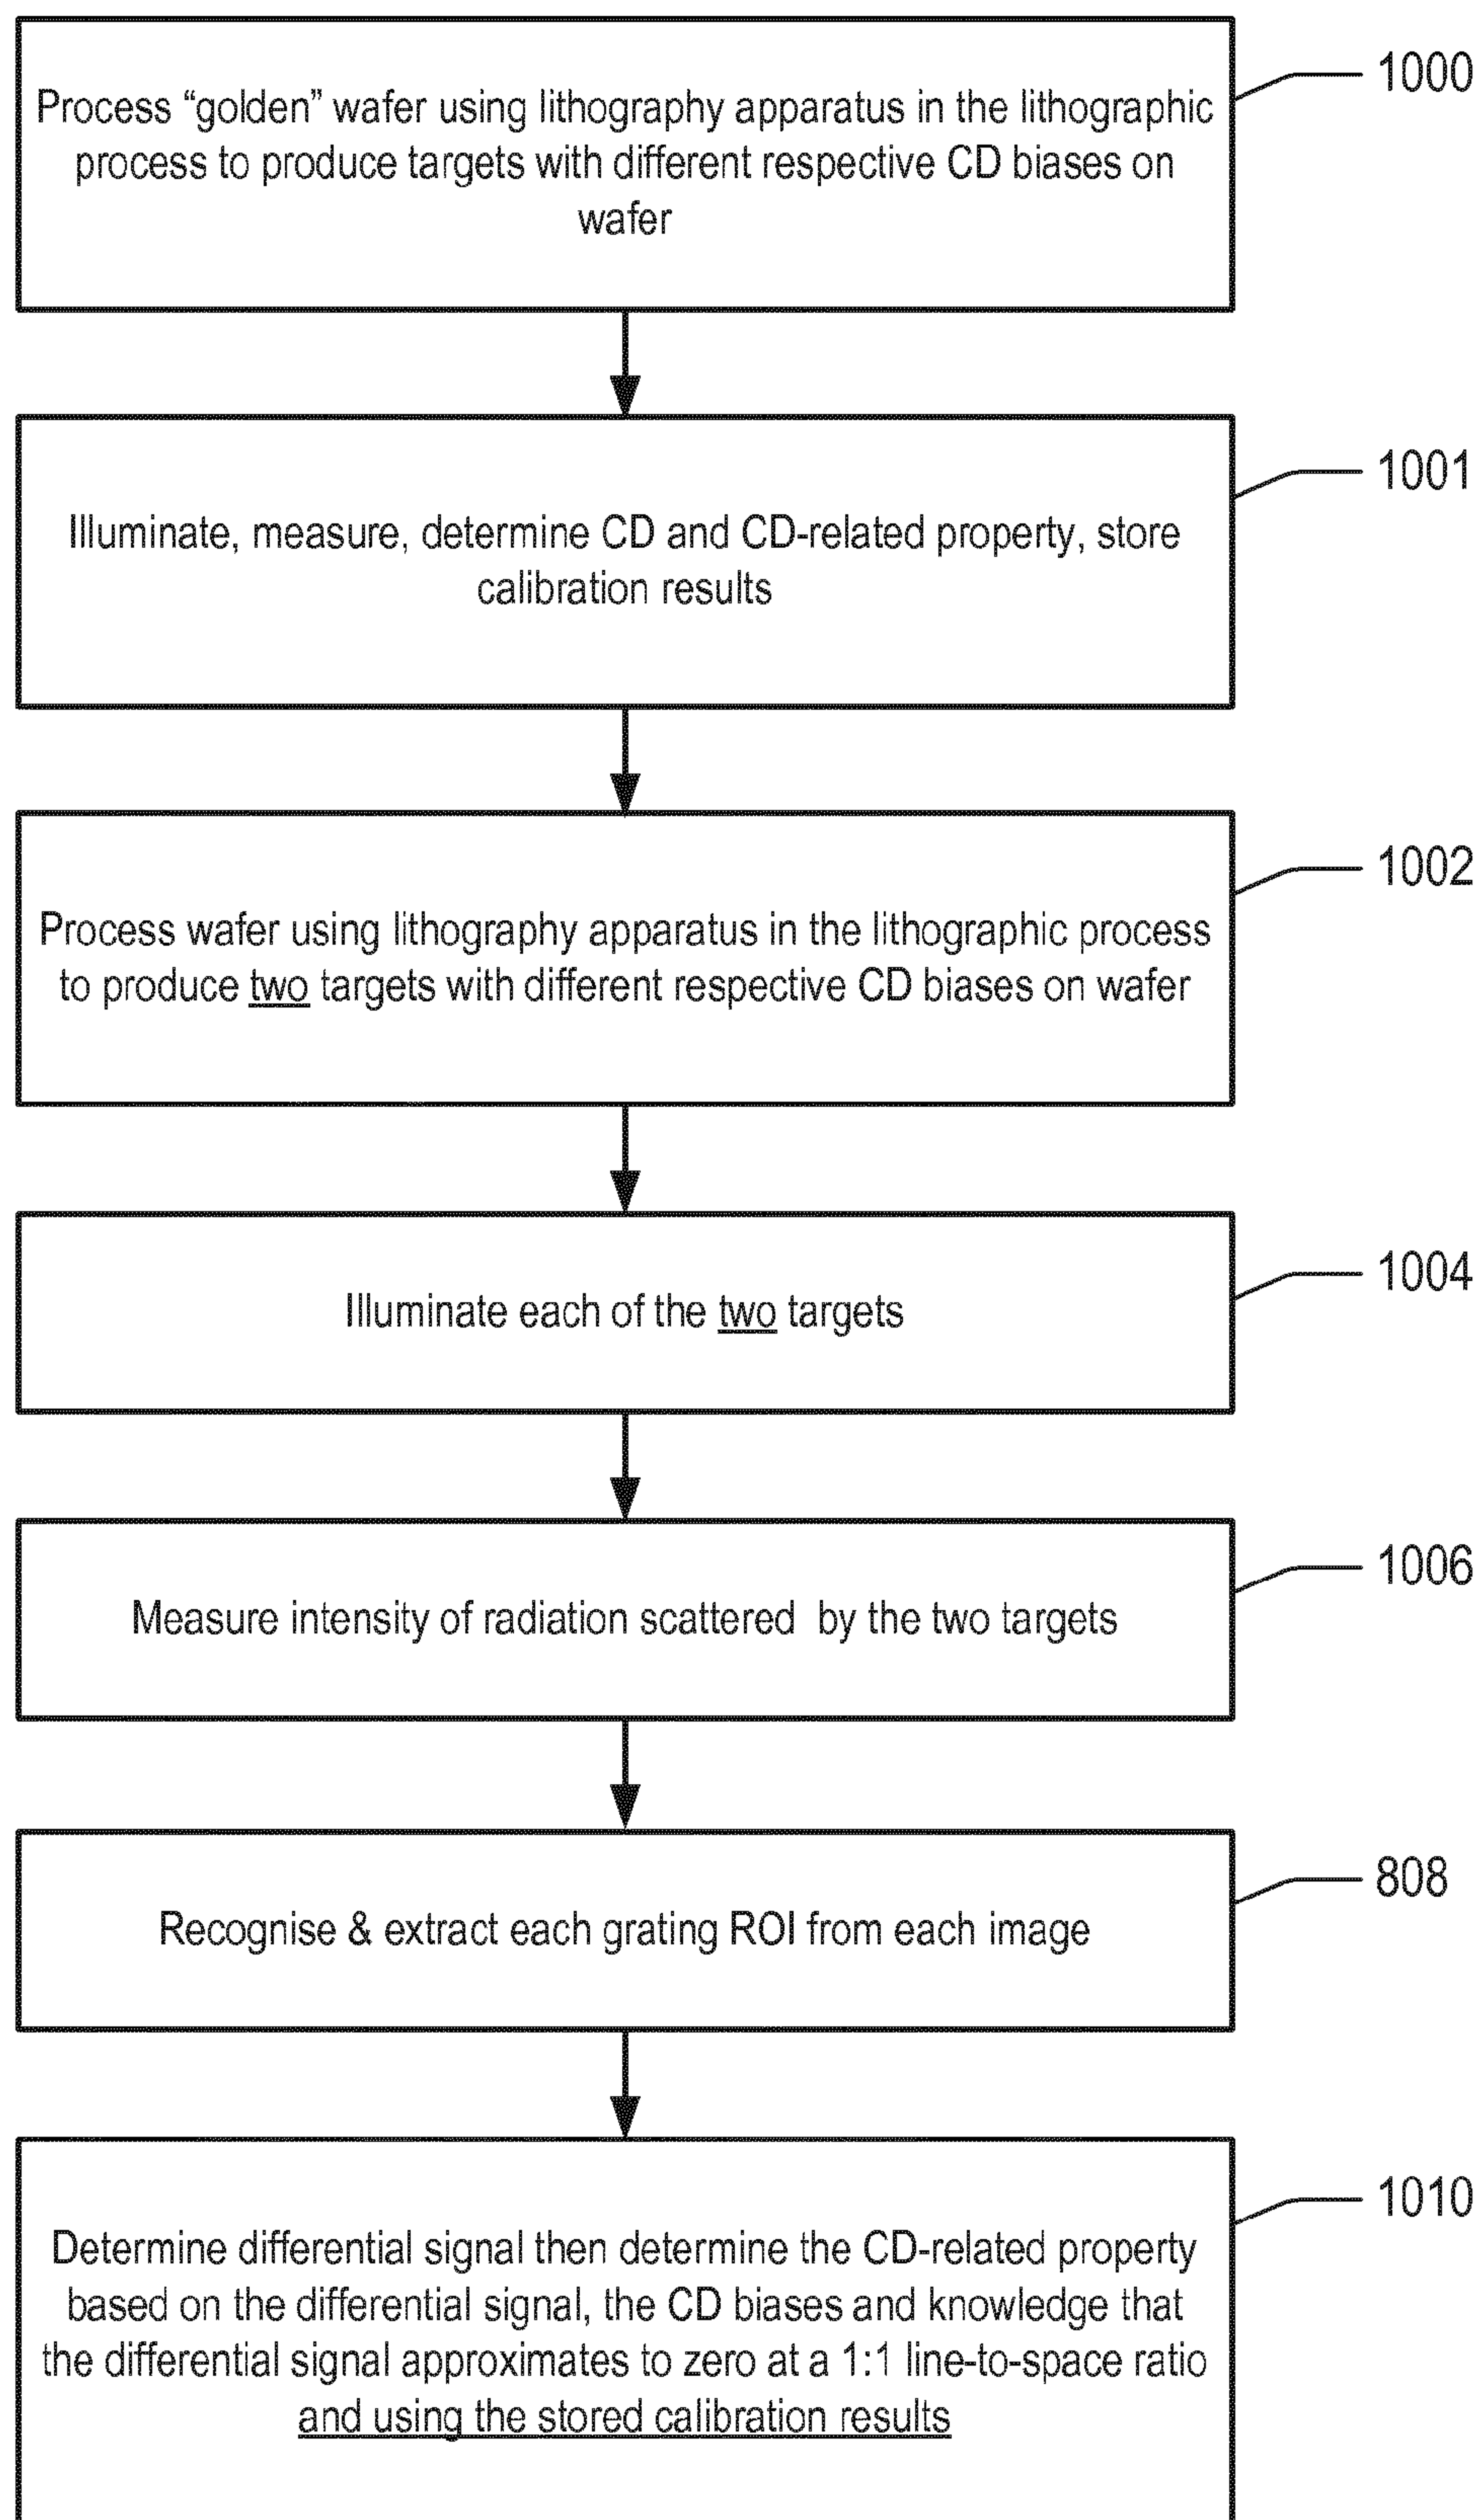 Process “golden” wafer using lithography apparatus in the lithographic
process to produce targets with different respective CD biases on
wafer
1000
Illuminate, measure, determine CD and CD-related property, store
calibration results
1001
Process wafer using lithography apparatus in the lithographic process
to produce two targets with different respective CD biases on wafer
1002
Illuminate each of the two targets
1004
Measure intensity of radiation scattered by the two targets
1006
Recognise & extract each grating ROI from each image
808
Determine differential signal then determine the CD-related property
based on the differential signal, the CD biases and knowledge that
the differential signal approximates to zero at a 1:1 line-to-space ratio
and using the stored calibration results
1010